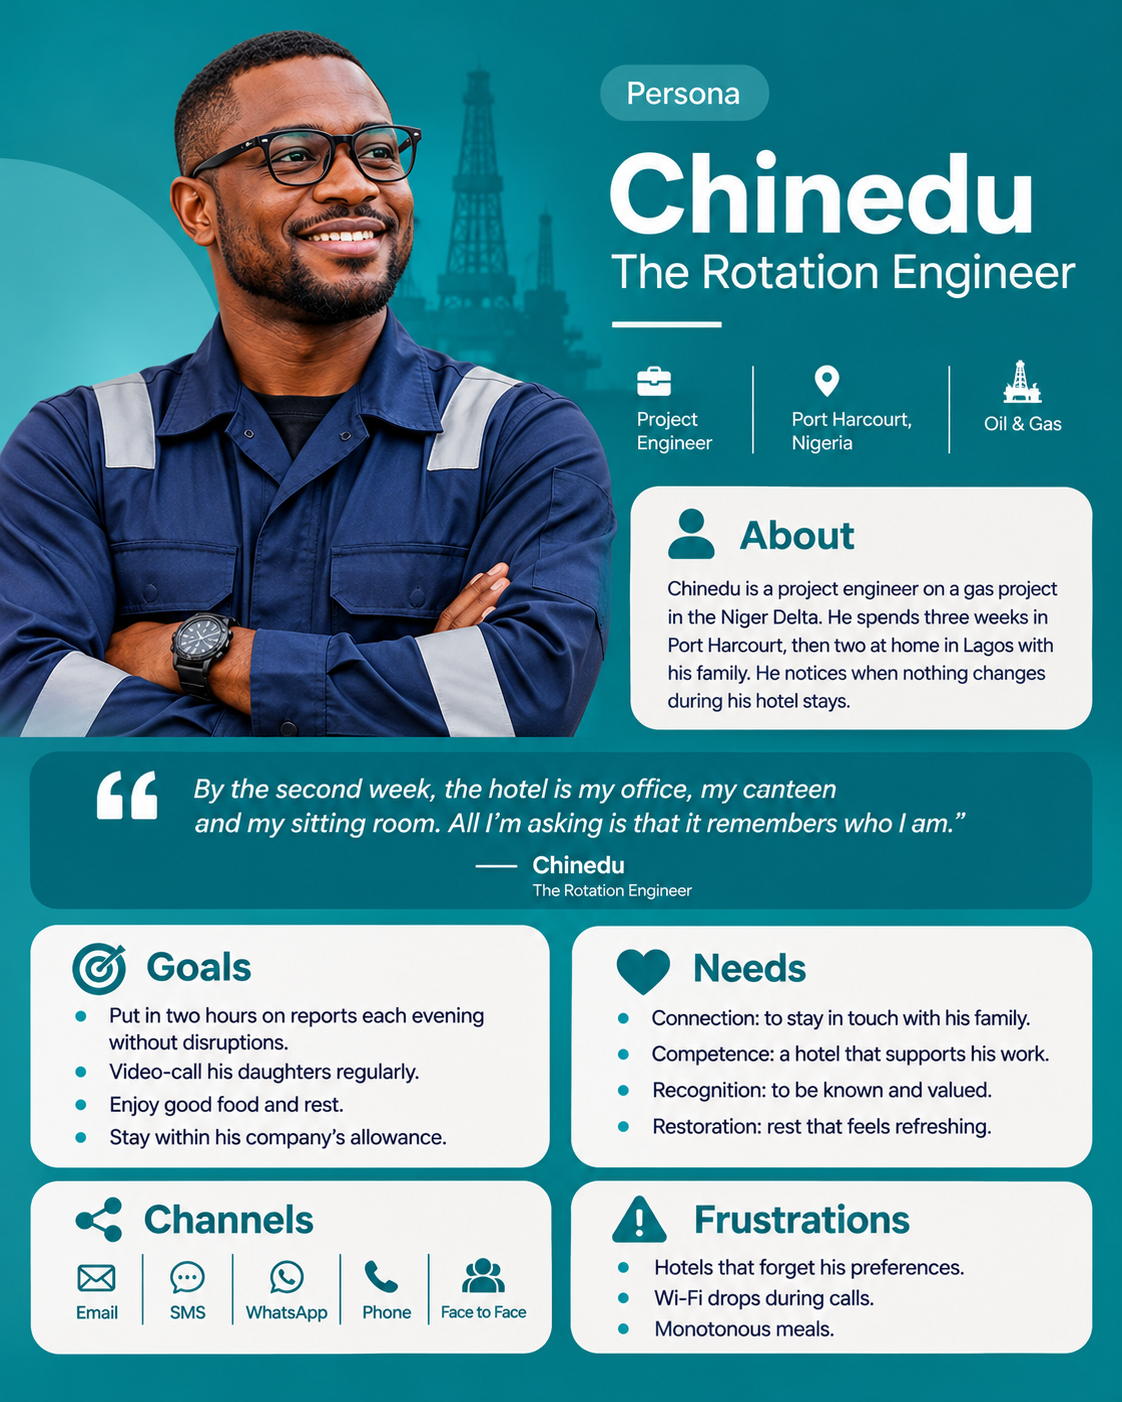 Persona
Chinedu
The Rotation Engineer
Project
Engineer
Port Harcourt,
Nigeria
Oil & Gas
About
Chinedu is a project engineer on a gas project
in the Niger Delta. He spends three weeks in
Port Harcourt, then two at home in Lagos with
his family. He notices when nothing changes
during his hotel stays.
“By the second week, the hotel is my office, my canteen
and my sitting room. All I’m asking is that it remembers who I am.”
— Chinedu
The Rotation Engineer
Goals
• Put in two hours on reports each evening
without disruptions.
• Video-call his daughters regularly.
• Enjoy good food and rest.
• Stay within his company’s allowance.
Needs
• Connection: to stay in touch with his family.
• Competence: a hotel that supports his work.
• Recognition: to be known and valued.
• Restoration: rest that feels refreshing.
Channels
Email
SMS
WhatsApp
Phone
Face to Face
Frustrations
• Hotels that forget his preferences.
• Wi-Fi drops during calls.
• Monotonous meals.